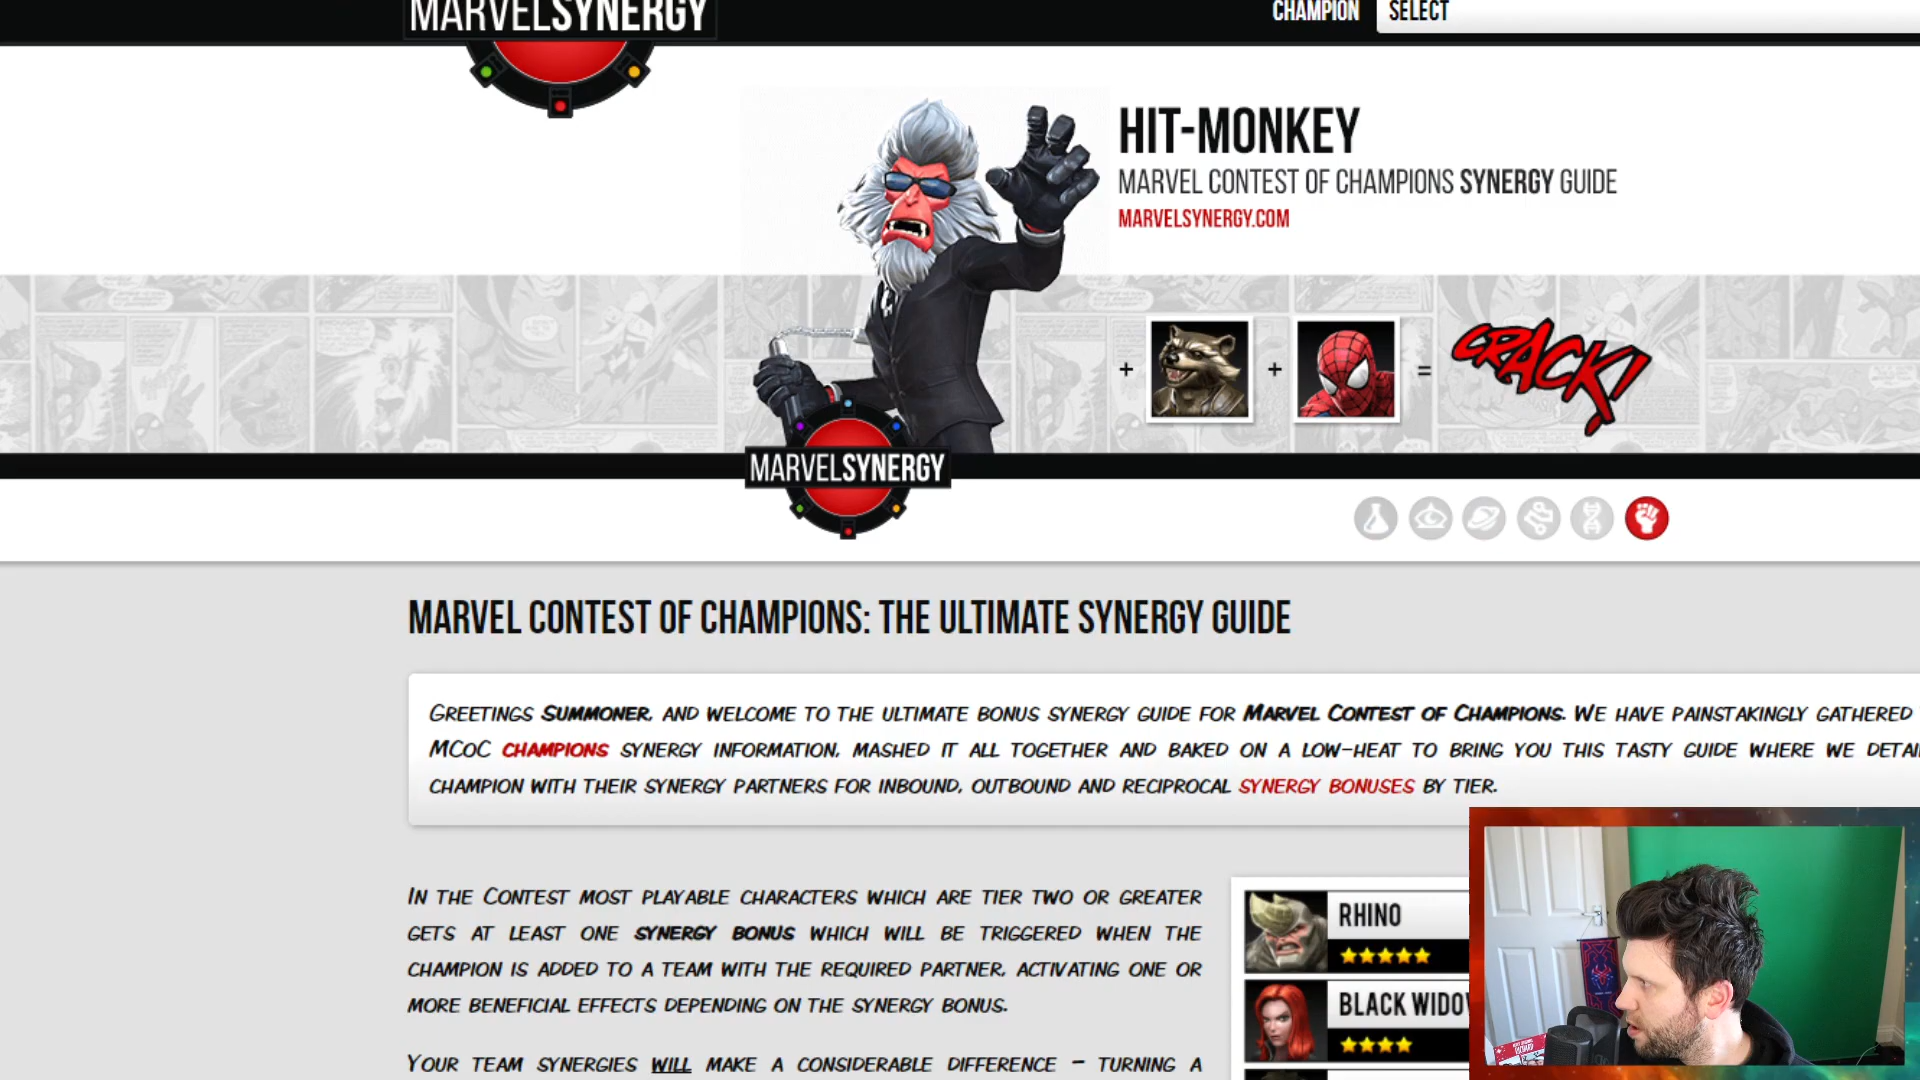 MARVELSYNERGY
CHAMPION
SELECT
HIT-MONKEY
MARVEL CONTEST OF CHAMPIONS SYNERGY GUIDE
MARVELSYNERGY.COM
+ + =
CRACK!
MARVELSYNERGY
MARVEL CONTEST OF CHAMPIONS: THE ULTIMATE SYNERGY GUIDE
GREETINGS SUMMONER, AND WELCOME TO THE ULTIMATE BONUS SYNERGY GUIDE FOR MARVEL CONTEST OF CHAMPIONS. WE HAVE PAINSTAKINGLY GATHERED
MCOC CHAMPIONS SYNERGY INFORMATION, MASHED IT ALL TOGETHER AND BAKED ON A LOW-HEAT TO BRING YOU THIS TASTY GUIDE WHERE WE DETAI
CHAMPION WITH THEIR SYNERGY PARTNERS FOR INBOUND, OUTBOUND AND RECIPROCAL SYNERGY BONUSES BY TIER.
IN THE CONTEST MOST PLAYABLE CHARACTERS WHICH ARE TIER TWO OR GREATER
GETS AT LEAST ONE SYNERGY BONUS WHICH WILL BE TRIGGERED WHEN THE
CHAMPION IS ADDED TO A TEAM WITH THE REQUIRED PARTNER, ACTIVATING ONE OR
MORE BENEFICIAL EFFECTS DEPENDING ON THE SYNERGY BONUS.
YOUR TEAM SYNERGIES WILL MAKE A CONSIDERABLE DIFFERENCE – TURNING A
RHINO
BLACK WIDOW